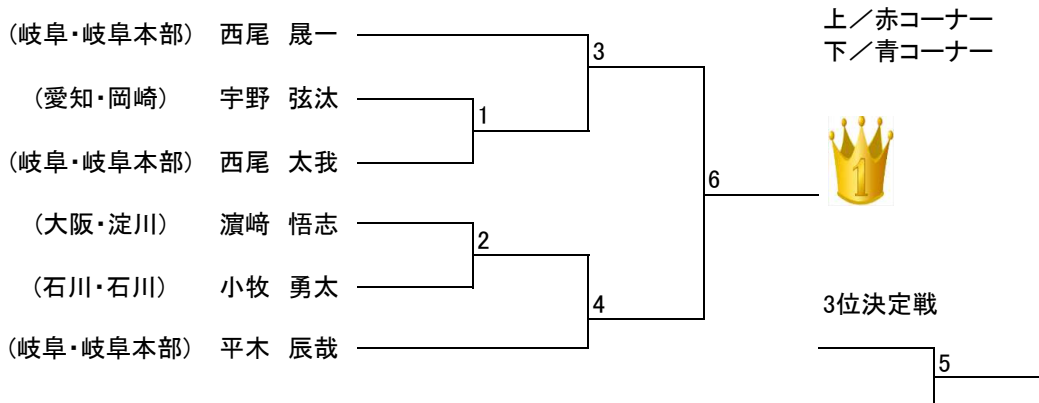 (岐阜・岐阜本部) 西尾 晟一
(愛知・岡崎) 宇野 弦汰
(岐阜・岐阜本部) 西尾 太我
(大阪・淀川) 濵﨑 悟志
(石川・石川) 小牧 勇太
(岐阜・岐阜本部) 平木 辰哉
1
2
3
4
6
上／赤コーナー
下／青コーナー
1
3位決定戦
5